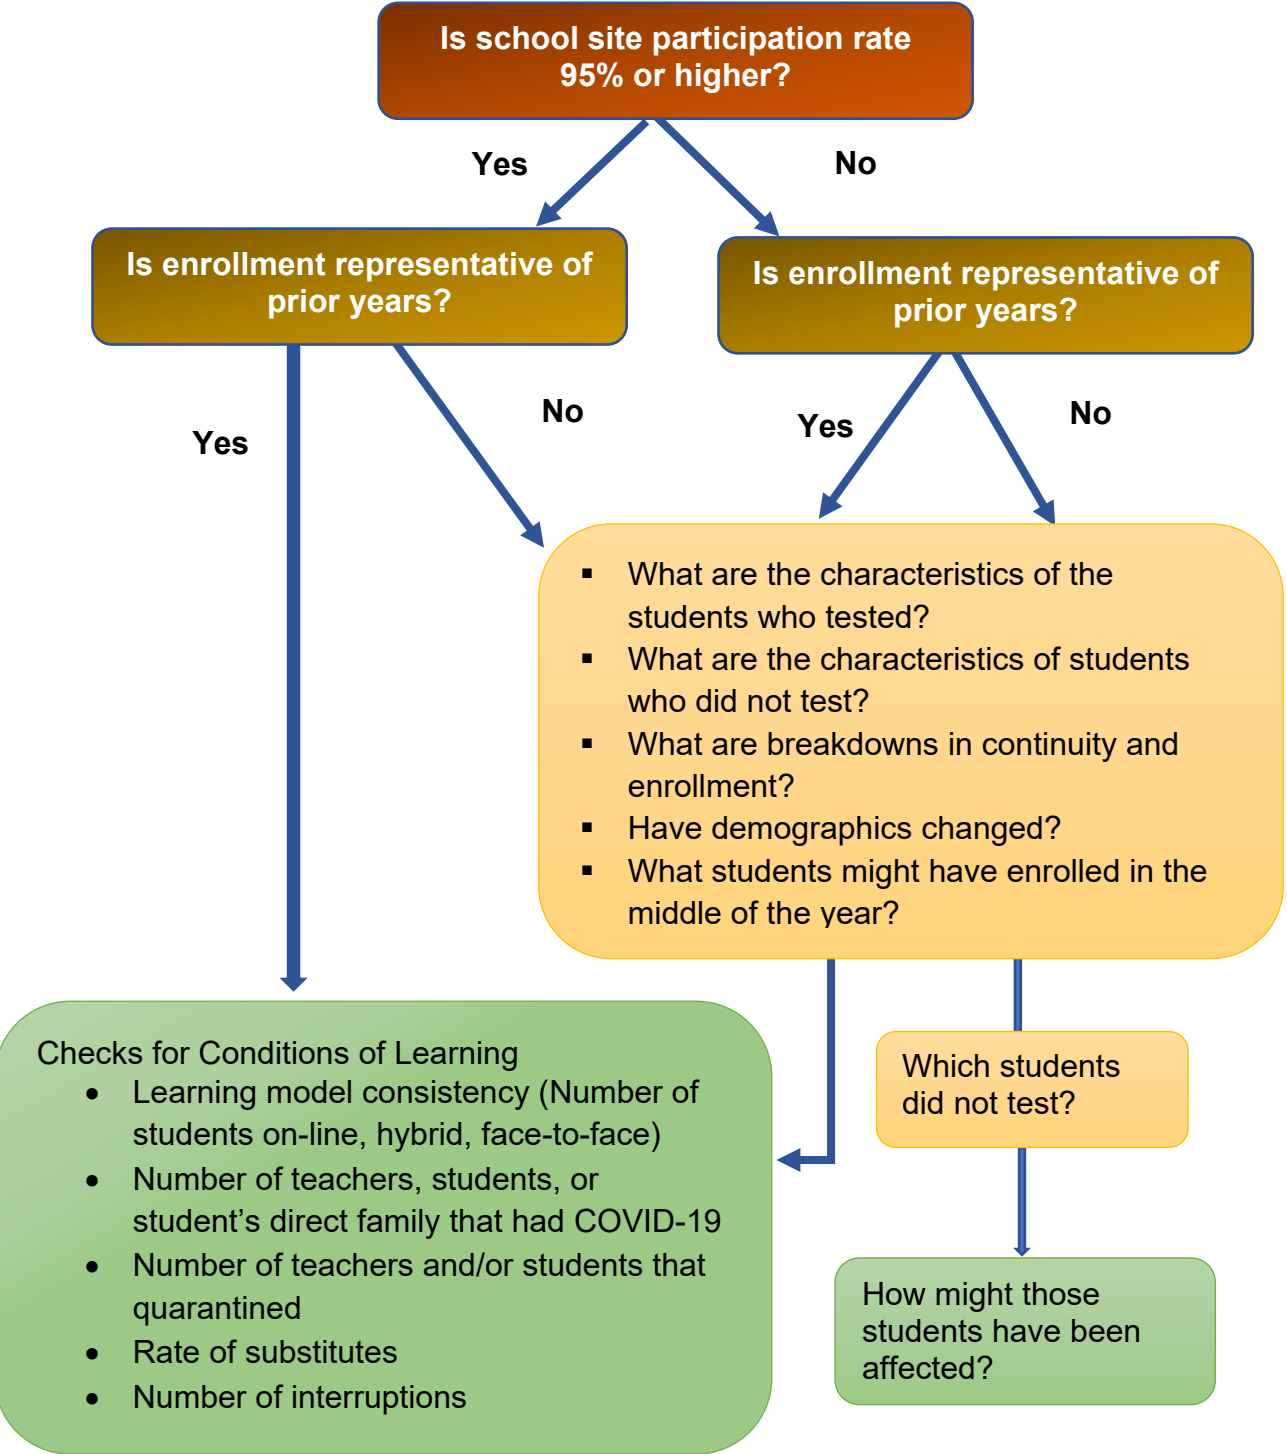 Is school site participation rate
95% or higher?
Yes
No
Is enrollment representative of
prior years?
Is enrollment representative of
prior years?
Yes
No
Yes
No
▪ What are the characteristics of the
students who tested?
▪ What are the characteristics of students
who did not test?
▪ What are breakdowns in continuity and
enrollment?
▪ Have demographics changed?
▪ What students might have enrolled in the
middle of the year?
Checks for Conditions of Learning
• Learning model consistency (Number of
students on-line, hybrid, face-to-face)
• Number of teachers, students, or
student’s direct family that had COVID-19
• Number of teachers and/or students that
quarantined
• Rate of substitutes
• Number of interruptions
Which students
did not test?
How might those
students have been
affected?